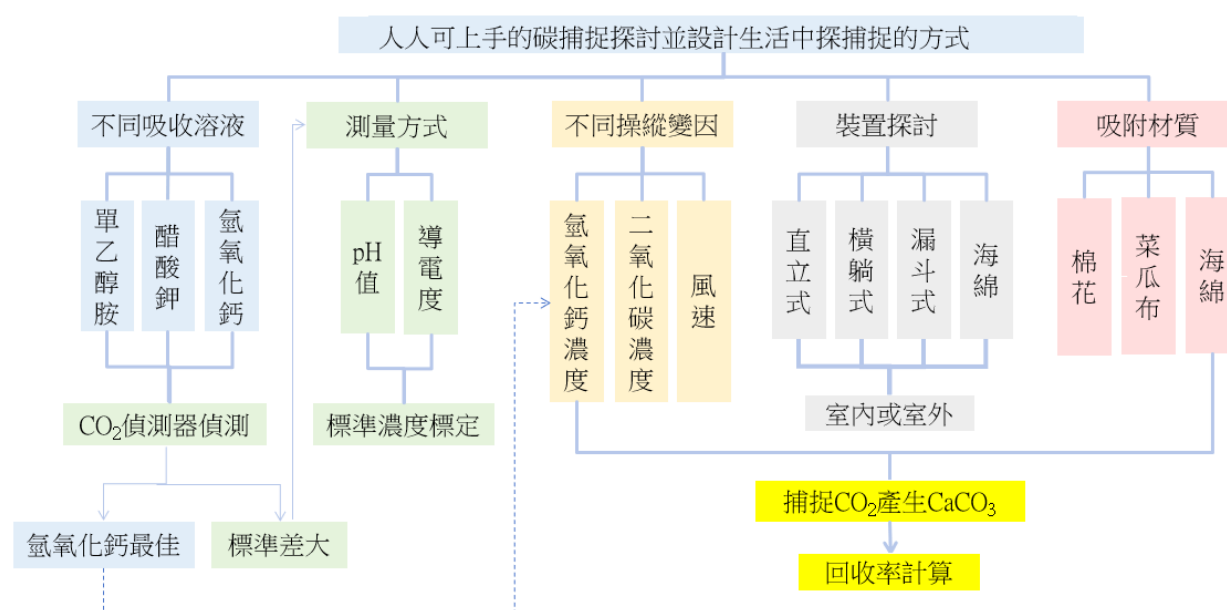 人人可上手的碳捕捉探討並設計生活中探捕捉的方式
不同吸收溶液
測量方式
不同操縱變因
裝置探討
吸附材質
單乙醇胺
醋酸鉀
氫氧化鈣
pH值
導電度
氫氧化鈣濃度
二氧化碳濃度
風速
直立式
橫躺式
漏斗式
海綿
棉花
菜瓜布
海綿
CO₂偵測器偵測
標準濃度標定
室內或室外
捕捉CO₂產生CaCO₃
氫氧化鈣最佳
標準差大
回收率計算